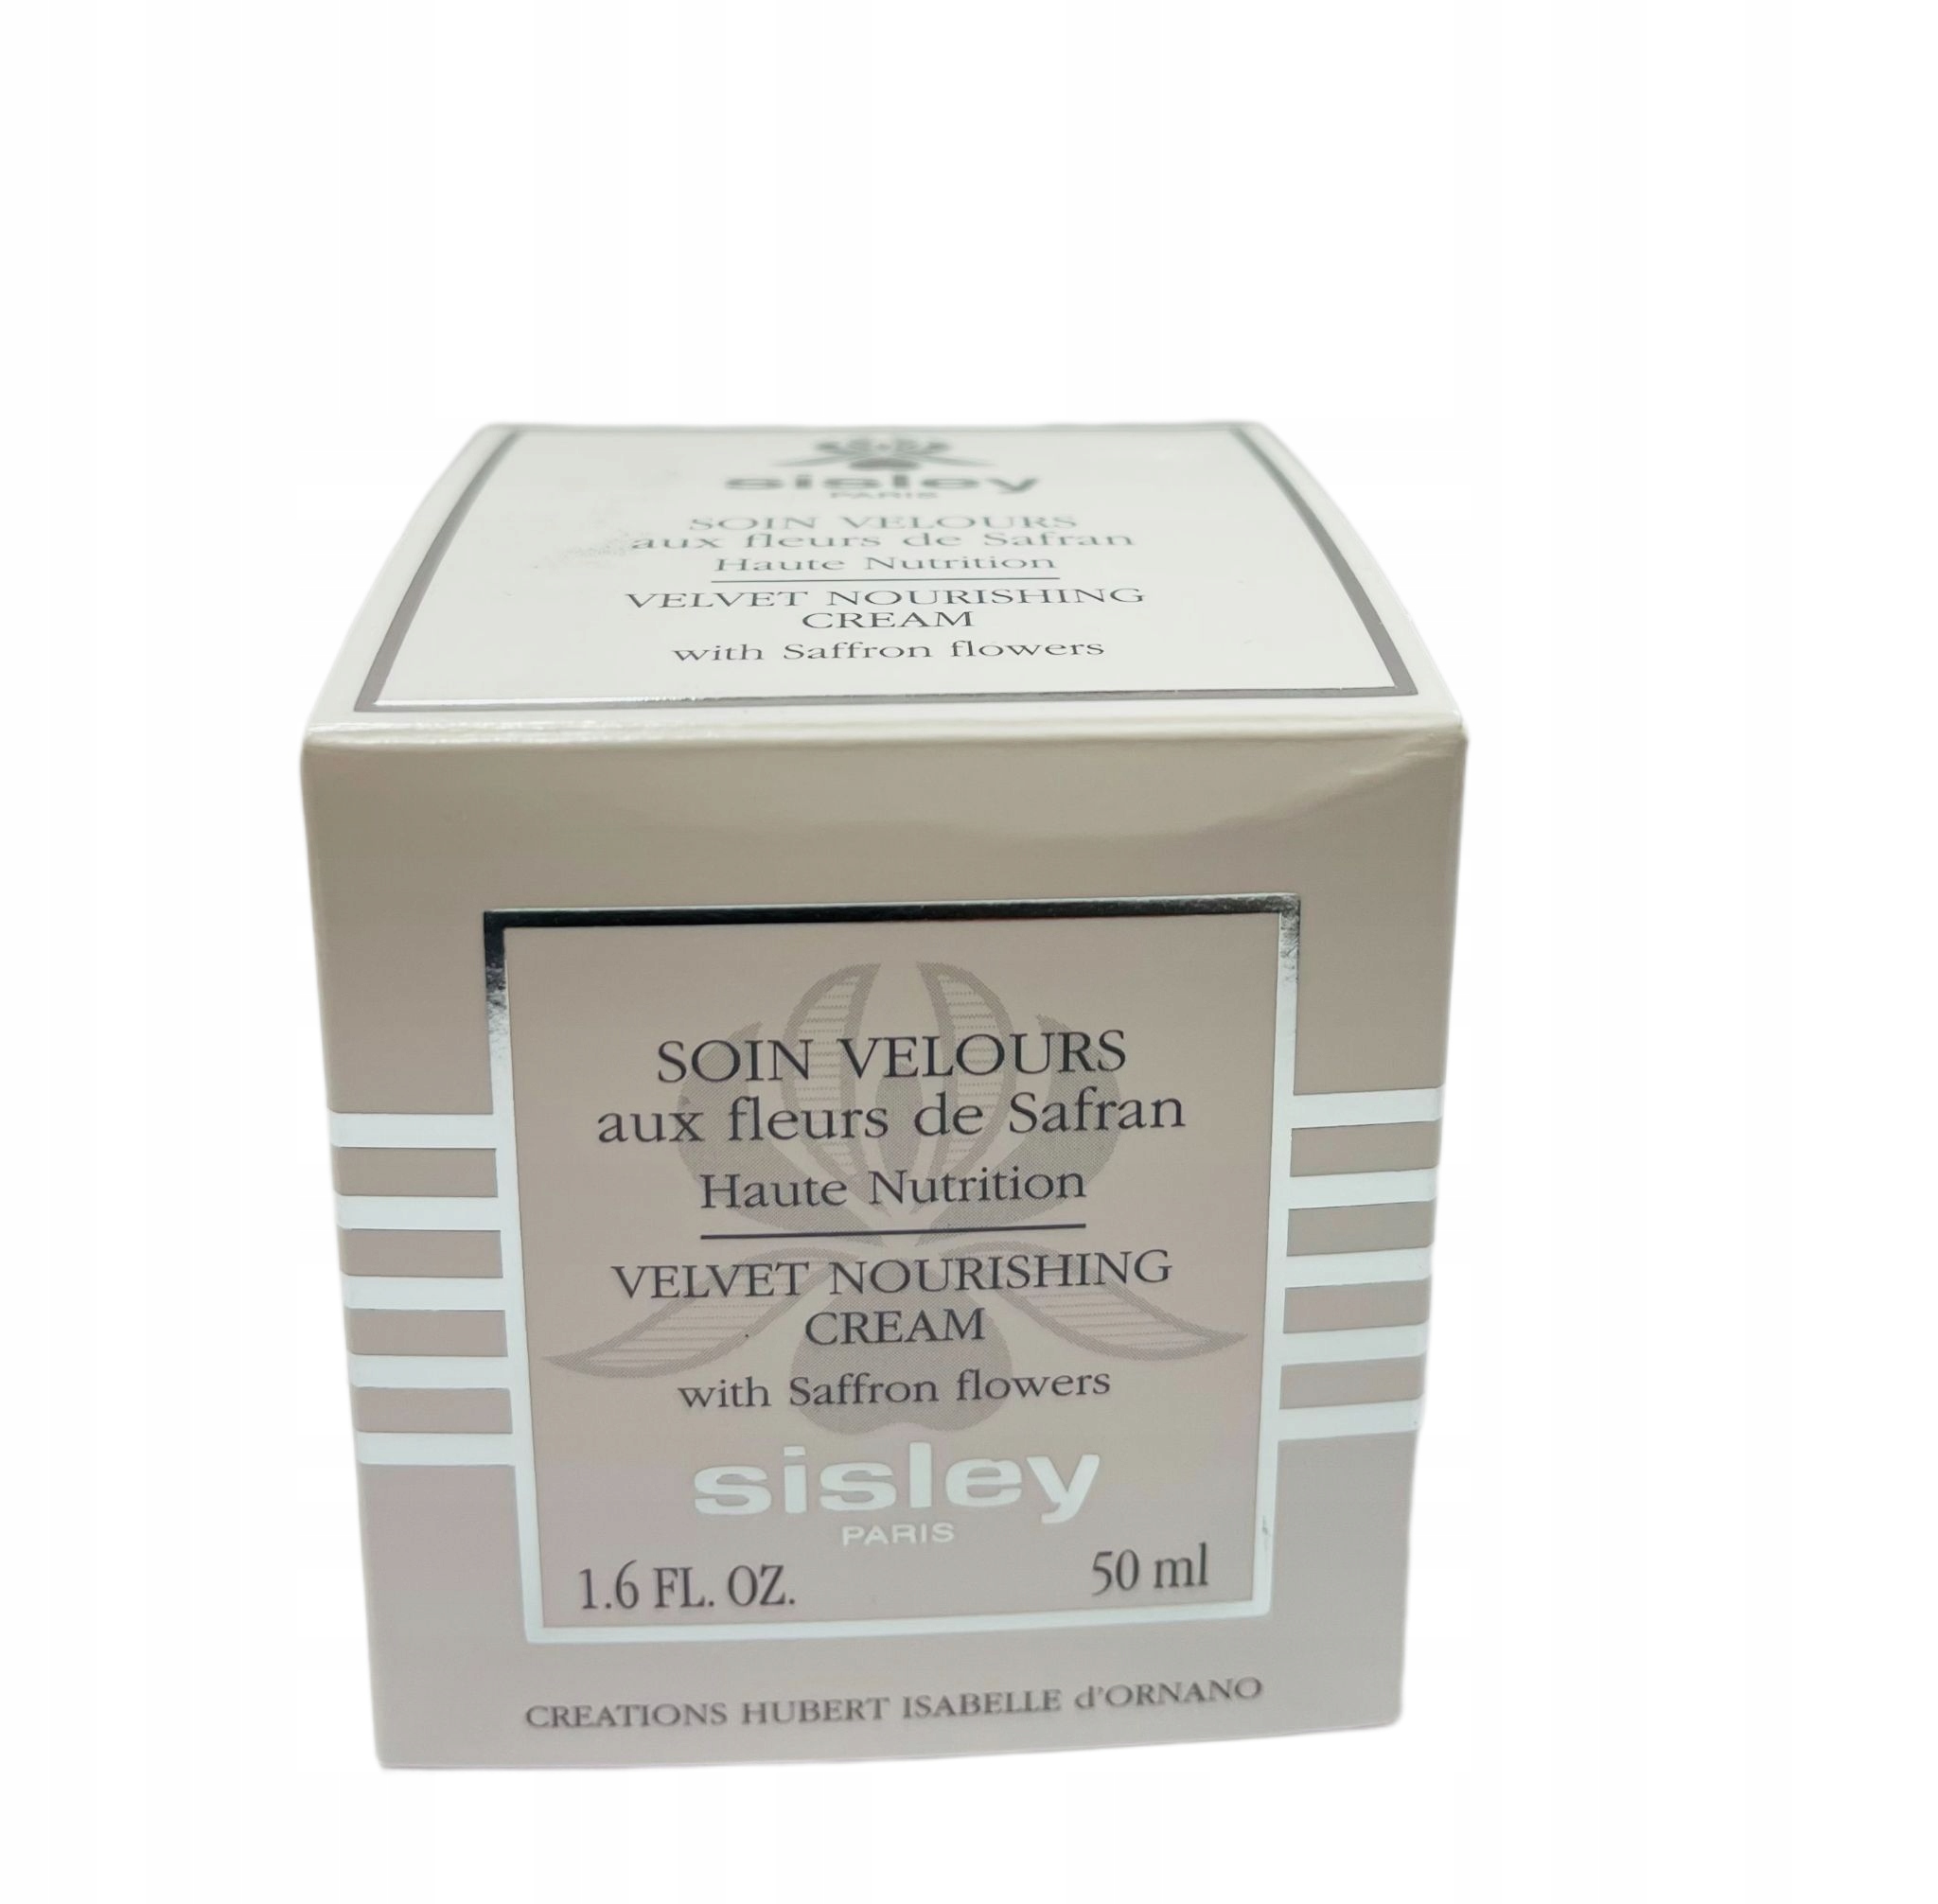 sisley
PARIS
SOIN VELOURS
aux fleurs de Safran
Haute Nutrition
VELVET NOURISHING
CREAM
with Saffron flowers
SOIN VELOURS
aux fleurs de Safran
Haute Nutrition
VELVET NOURISHING
CREAM
with Saffron flowers
sisley
PARIS
1.6 FL. OZ. 50 ml
CREATIONS HUBERT ISABELLE d'ORNANO